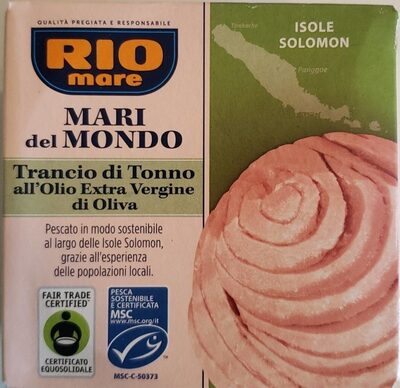 QUALITÀ PREGIATA E RESPONSABILE
RIO
mare
MARI
del MONDO
Trancio di Tonno
all'Olio Extra Vergine
di Oliva
Pescato in modo sostenibile
al largo delle Isole Solomon,
grazie all'esperienza
delle popolazioni locali.
FAIR TRADE
CERTIFIED™
CERTIFICATO
EQUOSOLIDALE
PESCA
SOSTENIBILE
E CERTIFICATA
MSC
www.msc.org/it
MSC-C-50373
ISOLE
SOLOMON